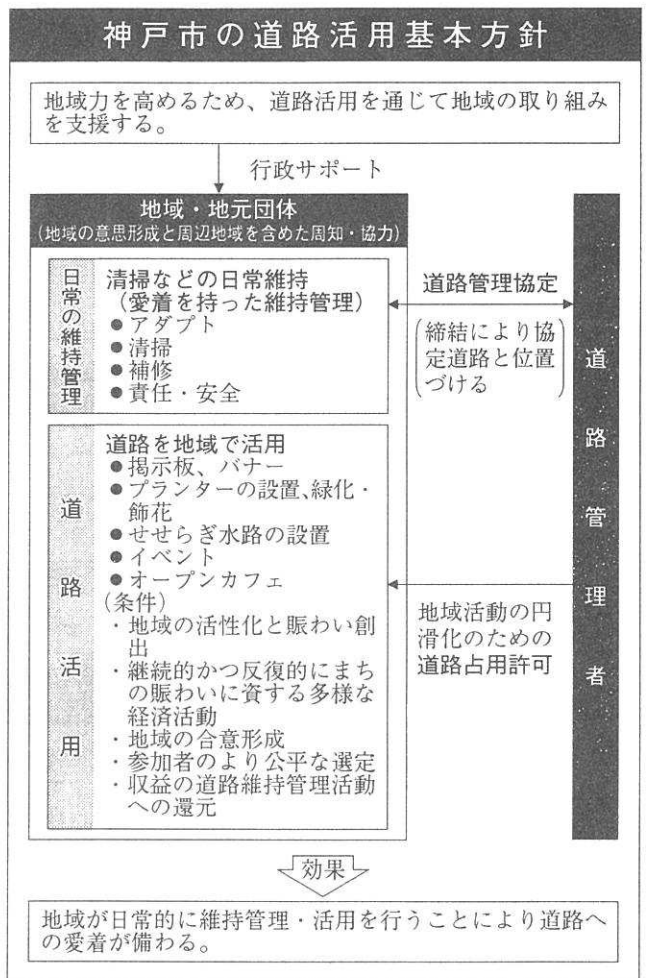 神戸市の道路活用基本方針
地域力を高めるため、道路活用を通じて地域の取り組み
を支援する。
行政サポート
地域・地元団体
(地域の意思形成と周辺地域を含めた周知・協力)
日常の維持管理
清掃などの日常維持
(愛着を持った維持管理)
●アダプト
●清掃
●補修
●責任・安全
道路管理協定
(締結により協
定道路と位置
づける)
道路管理者
道路活用
道路を地域で活用
●掲示板、バナー
●プランターの設置、緑化・
飾花
●せせらぎ水路の設置
●イベント
●オープンカフェ
(条件)
・地域の活性化と賑わい創
出
・継続的かつ反復的にまち
の賑わいに資する多様な
経済活動
・地域の合意形成
・参加者のより公平な選定
・収益の道路維持管理活動
への還元
地域活動の円
滑化のための
道路占用許可
効果
地域が日常的に維持管理・活用を行うことにより道路へ
の愛着が備わる。